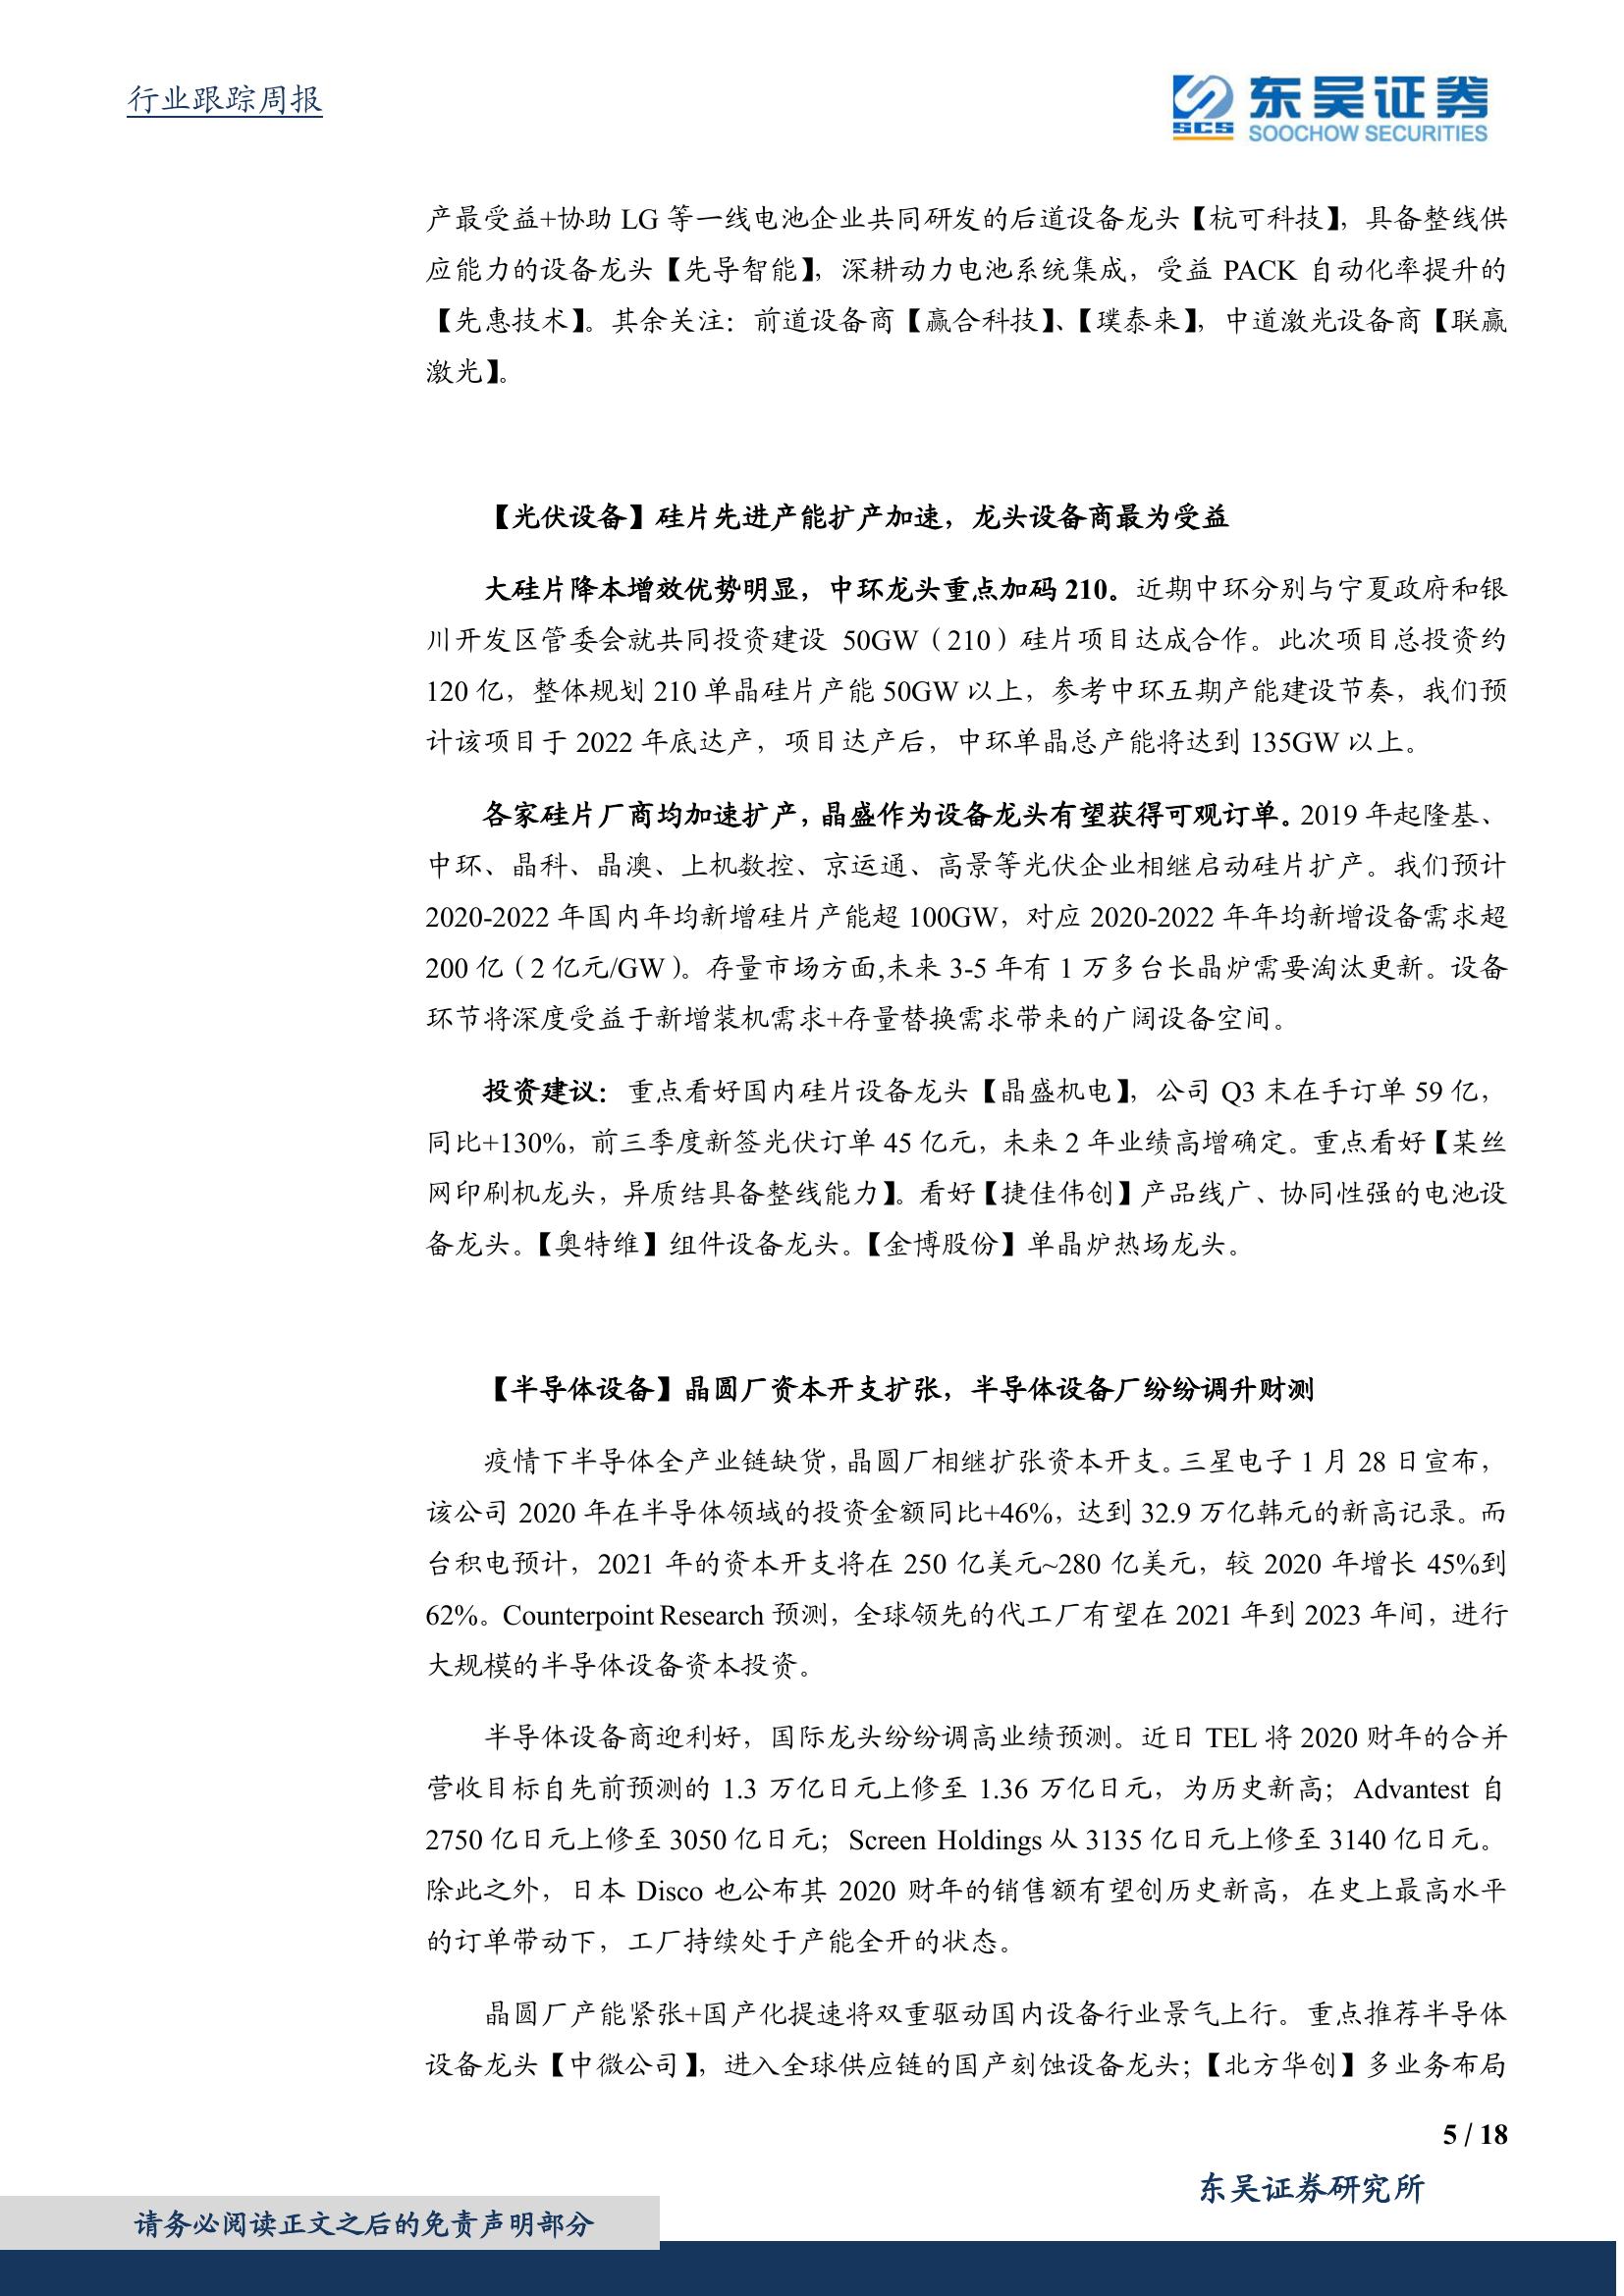 行业跟踪周报
SCS
东吴证券
SOOCHOW SECURITIES
产最受益+协助 LG 等一线电池企业共同研发的后道设备龙头【杭可科技】，具备整线供
应能力的设备龙头【先导智能】，深耕动力电池系统集成，受益 PACK 自动化率提升的
【先惠技术】。其余关注：前道设备商【赢合科技】、【璞泰来】，中道激光设备商【联赢
激光】。
【光伏设备】硅片先进产能扩产加速，龙头设备商最为受益
大硅片降本增效优势明显，中环龙头重点加码 210。近期中环分别与宁夏政府和银
川开发区管委会就共同投资建设 50GW（210）硅片项目达成合作。此次项目总投资约
120 亿，整体规划 210 单晶硅片产能 50GW 以上，参考中环五期产能建设节奏，我们预
计该项目于 2022 年底达产，项目达产后，中环单晶总产能将达到 135GW 以上。
各家硅片厂商均加速扩产，晶盛作为设备龙头有望获得可观订单。2019 年起隆基、
中环、晶科、晶澳、上机数控、京运通、高景等光伏企业相继启动硅片扩产。我们预计
2020-2022 年国内年均新增硅片产能超 100GW，对应 2020-2022 年年均新增设备需求超
200 亿（2 亿元/GW）。存量市场方面,未来 3-5 年有 1 万多台长晶炉需要淘汰更新。设备
环节将深度受益于新增装机需求+存量替换需求带来的广阔设备空间。
投资建议：重点看好国内硅片设备龙头【晶盛机电】，公司 Q3 末在手订单 59 亿，
同比+130%，前三季度新签光伏订单 45 亿元，未来 2 年业绩高增确定。重点看好【某丝
网印刷机龙头，异质结具备整线能力】。看好【捷佳伟创】产品线广、协同性强的电池设
备龙头。【奥特维】组件设备龙头。【金博股份】单晶炉热场龙头。
【半导体设备】晶圆厂资本开支扩张，半导体设备厂纷纷调升财测
疫情下半导体全产业链缺货，晶圆厂相继扩张资本开支。三星电子 1 月 28 日宣布，
该公司 2020 年在半导体领域的投资金额同比+46%，达到 32.9 万亿韩元的新高记录。而
台积电预计，2021 年的资本开支将在 250 亿美元~280 亿美元，较 2020 年增长 45%到
62%。Counterpoint Research 预测，全球领先的代工厂有望在 2021 年到 2023 年间，进行
大规模的半导体设备资本投资。
半导体设备商迎利好，国际龙头纷纷调高业绩预测。近日 TEL 将 2020 财年的合并
营收目标自先前预测的 1.3 万亿日元上修至 1.36 万亿日元，为历史新高；Advantest 自
2750 亿日元上修至 3050 亿日元；Screen Holdings 从 3135 亿日元上修至 3140 亿日元。
除此之外，日本 Disco 也公布其 2020 财年的销售额有望创历史新高，在史上最高水平
的订单带动下，工厂持续处于产能全开的状态。
晶圆厂产能紧张+国产化提速将双重驱动国内设备行业景气上行。重点推荐半导体
设备龙头【中微公司】，进入全球供应链的国产刻蚀设备龙头；【北方华创】多业务布局
5 / 18
东吴证券研究所
请务必阅读正文之后的免责声明部分